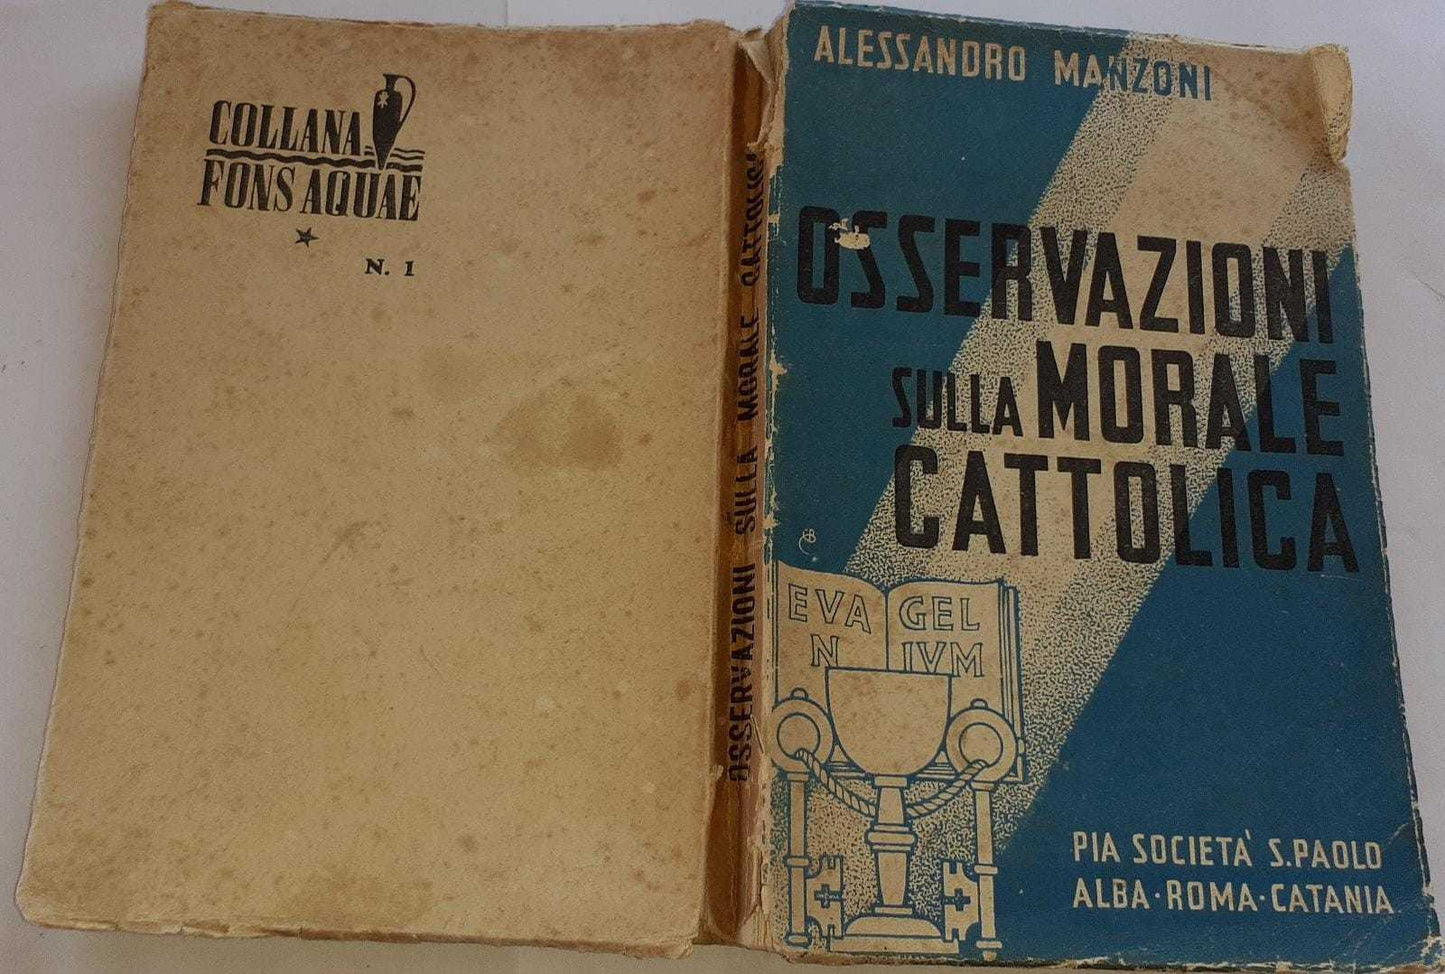 COLLANA
FONS AQUAE
N. 1
OSSERVAZIONI SULLA MORALE CATTOLICA
ALESSANDRO MANZONI
OSSERVAZIONI
SULLA MORALE
CATTOLICA
EVA GEL
N IVM
PIA SOCIETÀ S. PAOLO
ALBA · ROMA · CATANIA